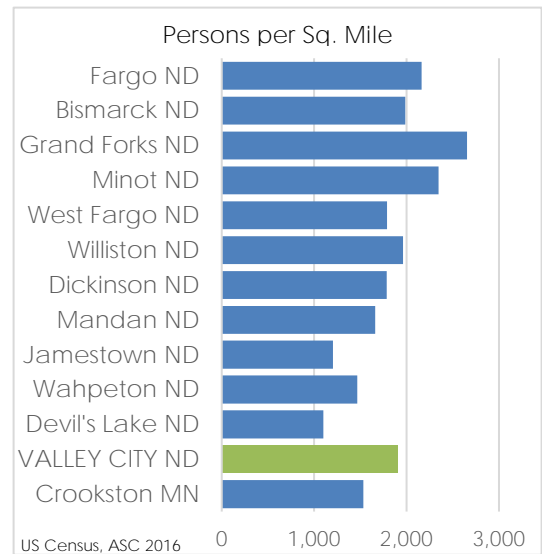 Persons per Sq. Mile
Fargo ND
Bismarck ND
Grand Forks ND
Minot ND
West Fargo ND
Williston ND
Dickinson ND
Mandan ND
Jamestown ND
Wahpeton ND
Devil's Lake ND
VALLEY CITY ND
Crookston MN
0 1,000 2,000 3,000
US Census, ASC 2016